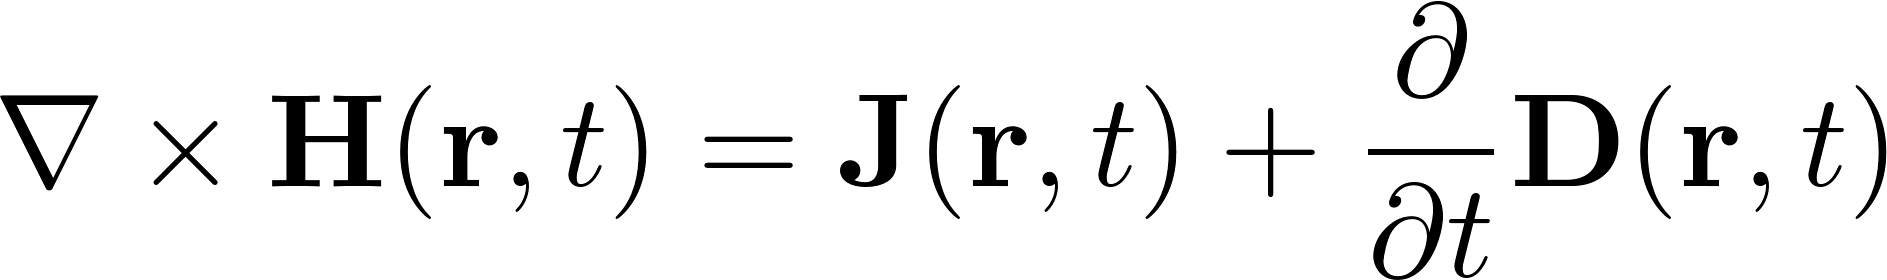 ∇ × 𝐇(𝐫, t) = 𝐉(𝐫, t) + ∂/∂t 𝐃(𝐫, t)